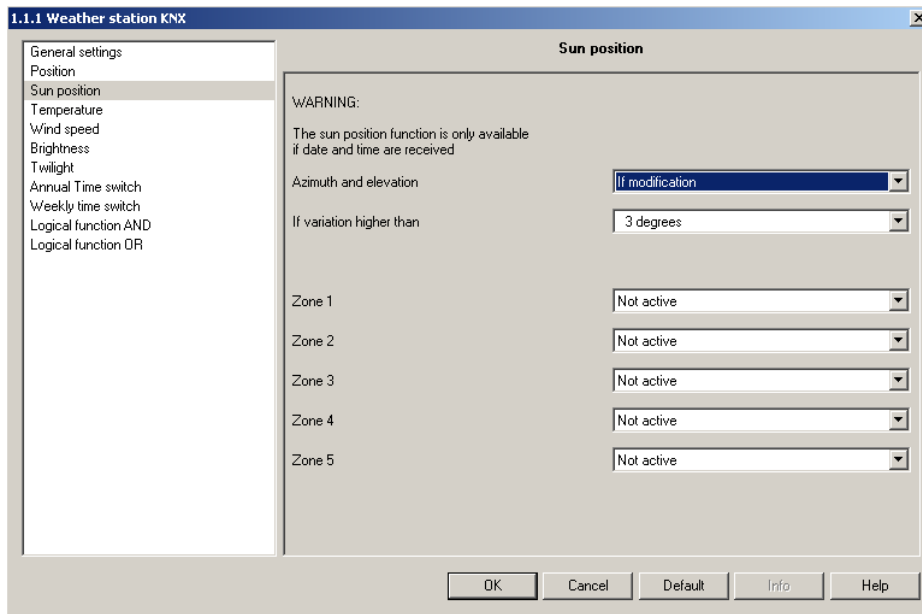 1.1.1 Weather station KNX
General settings
Position
Sun position
Temperature
Wind speed
Brightness
Twilight
Annual Time switch
Weekly time switch
Logical function AND
Logical function OR
Sun position
WARNING:
The sun position function is only available
if date and time are received
Azimuth and elevation If modification
If variation higher than 3 degrees
Zone 1 Not active
Zone 2 Not active
Zone 3 Not active
Zone 4 Not active
Zone 5 Not active
OK Cancel Default Info Help